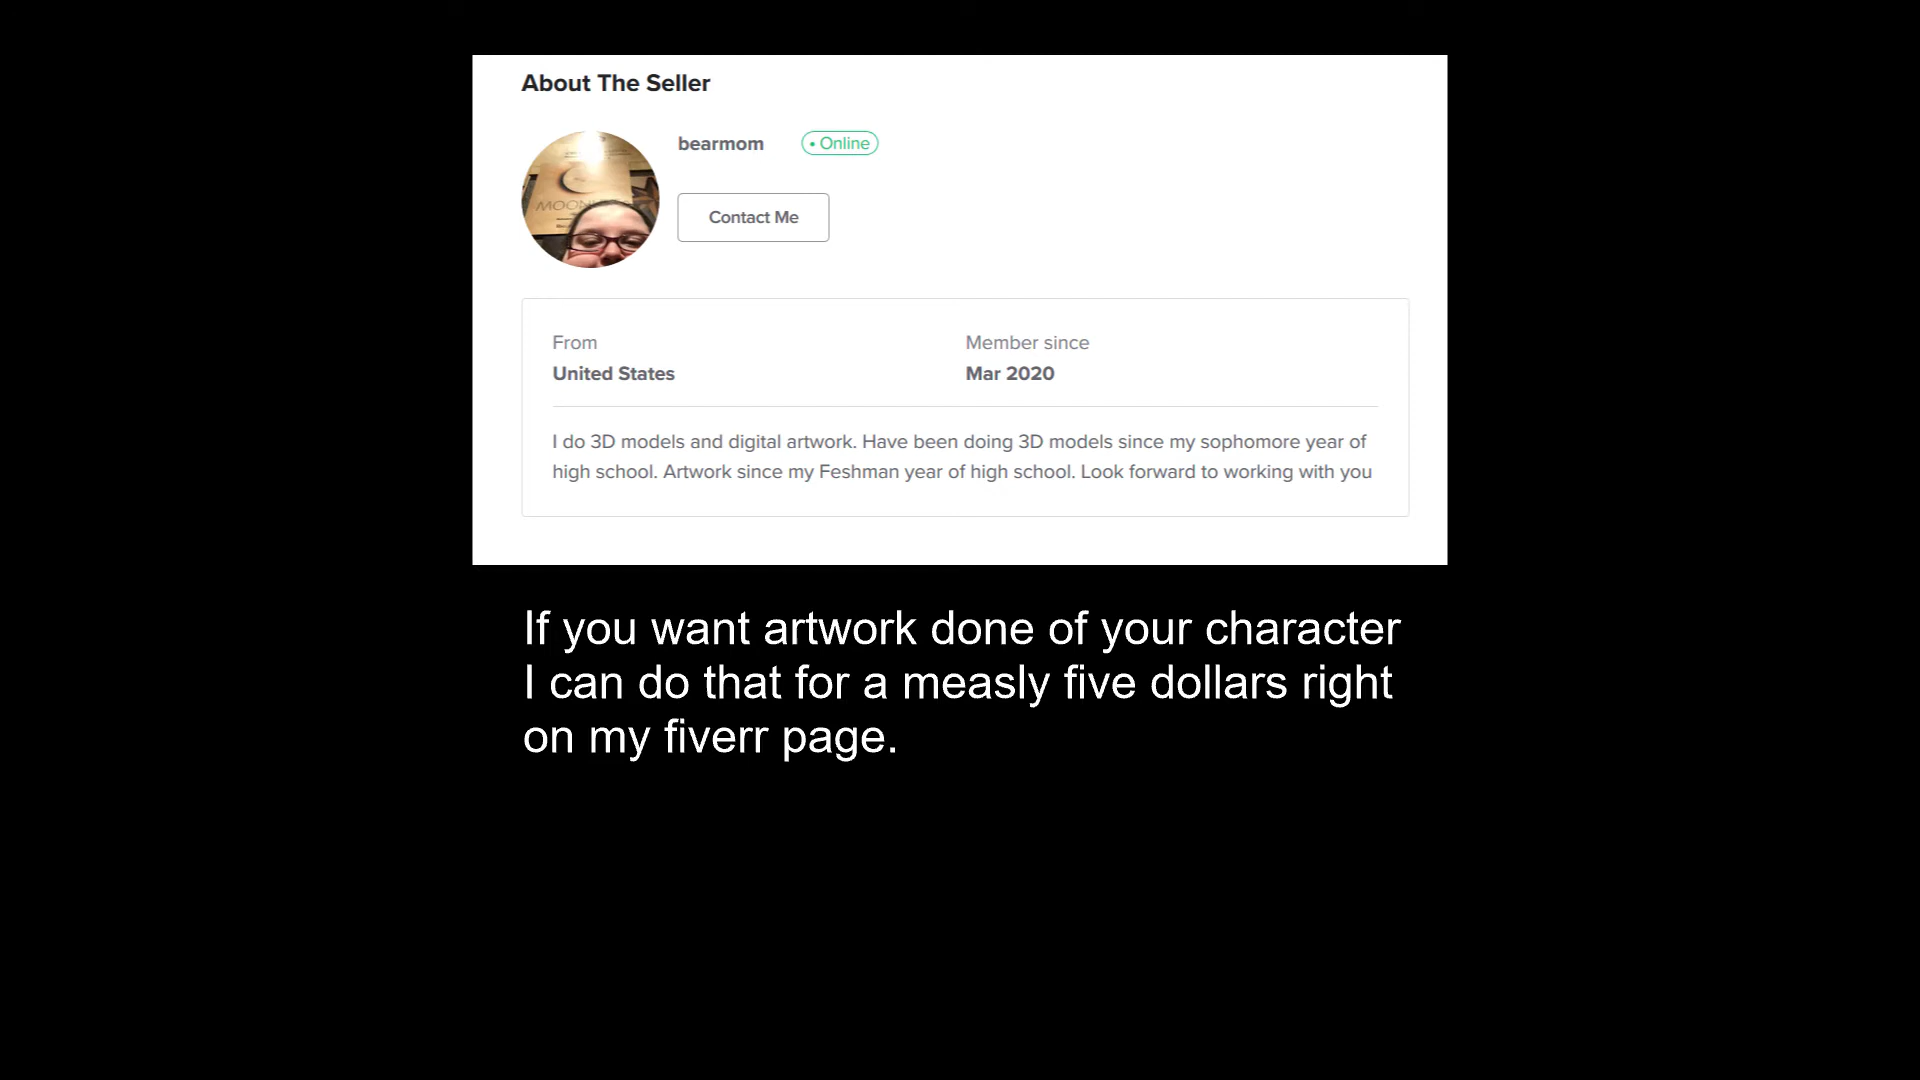 About The Seller
bearmom
• Online
MOON
Contact Me
From
Member since
United States
Mar 2020
I do 3D models and digital artwork. Have been doing 3D models since my sophomore year of
high school. Artwork since my Feshman year of high school. Look forward to working with you
If you want artwork done of your character
I can do that for a measly five dollars right
on my fiverr page.